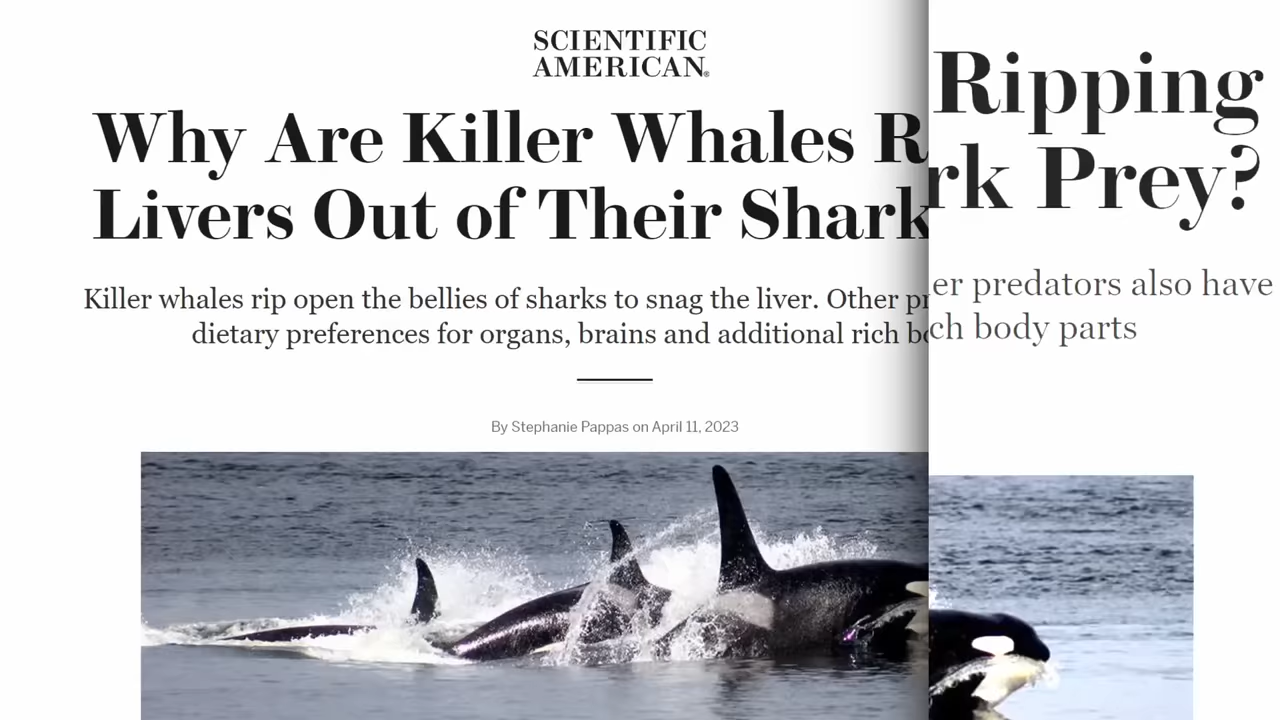 SCIENTIFIC
AMERICAN®
Why Are Killer Whales R
Livers Out of Their Shark
Killer whales rip open the bellies of sharks to snag the liver. Other pr
dietary preferences for organs, brains and additional rich bo
By Stephanie Pappas on April 11, 2023
Ripping
rk Prey?
er predators also have
ch body parts